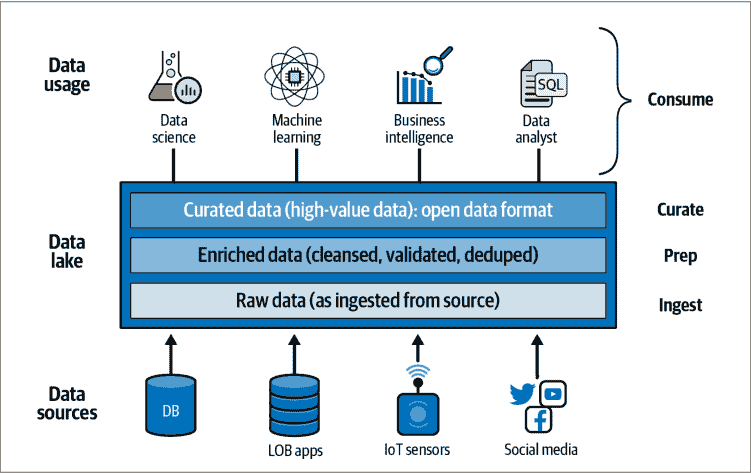 Data
usage
SQL
Data
science
Machine
learning
Business
intelligence
Data
analyst
Consume
Data
lake
Curated data (high-value data): open data format
Curate
Enriched data (cleansed, validated, deduped)
Prep
Raw data (as ingested from source)
Ingest
Data
sources
DB
LOB apps
IoT sensors
Social media